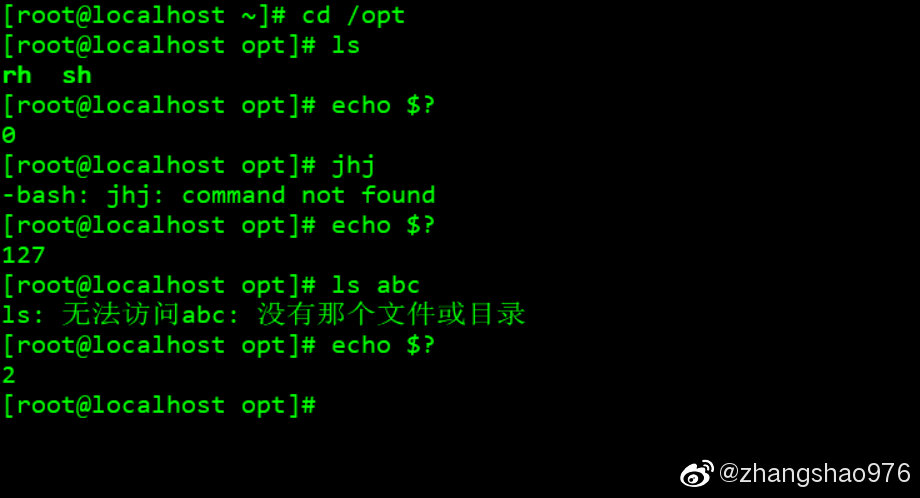 [root@localhost ~]# cd /opt
[root@localhost opt]# ls
rh  sh
[root@localhost opt]# echo $?
0
[root@localhost opt]# jhj
-bash: jhj: command not found
[root@localhost opt]# echo $?
127
[root@localhost opt]# ls abc
ls: 无法访问abc: 没有那个文件或目录
[root@localhost opt]# echo $?
2
[root@localhost opt]#
@zhangshao976